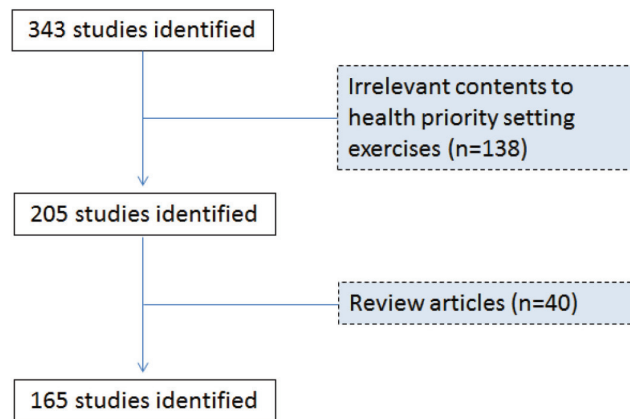 343 studies identified
Irrelevant contents to
health priority setting
exercises (n=138)
205 studies identified
Review articles (n=40)
165 studies identified